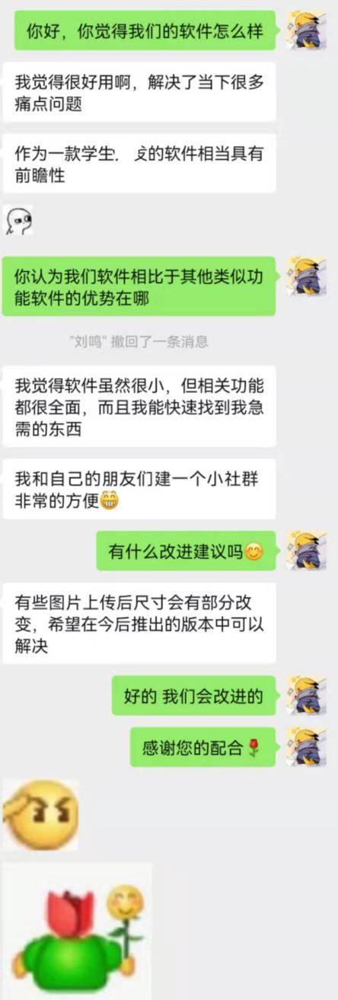 你好，你觉得我们的软件怎么样
我觉得很好用啊，解决了当下很多
痛点问题
作为一款学生 的软件相当具有
前瞻性
你认为我们软件相比于其他类似功
能软件的优势在哪
"刘鸣" 撤回了一条消息
我觉得软件虽然很小，但相关功能
都很全面，而且我能快速找到我急
需的东西
我和自己的朋友们建一个小社群
非常的方便😁
有什么改进建议吗😊
有些图片上传后尺寸会有部分改
变，希望在今后推出的版本中可以
解决
好的 我们会改进的
感谢您的配合🌹